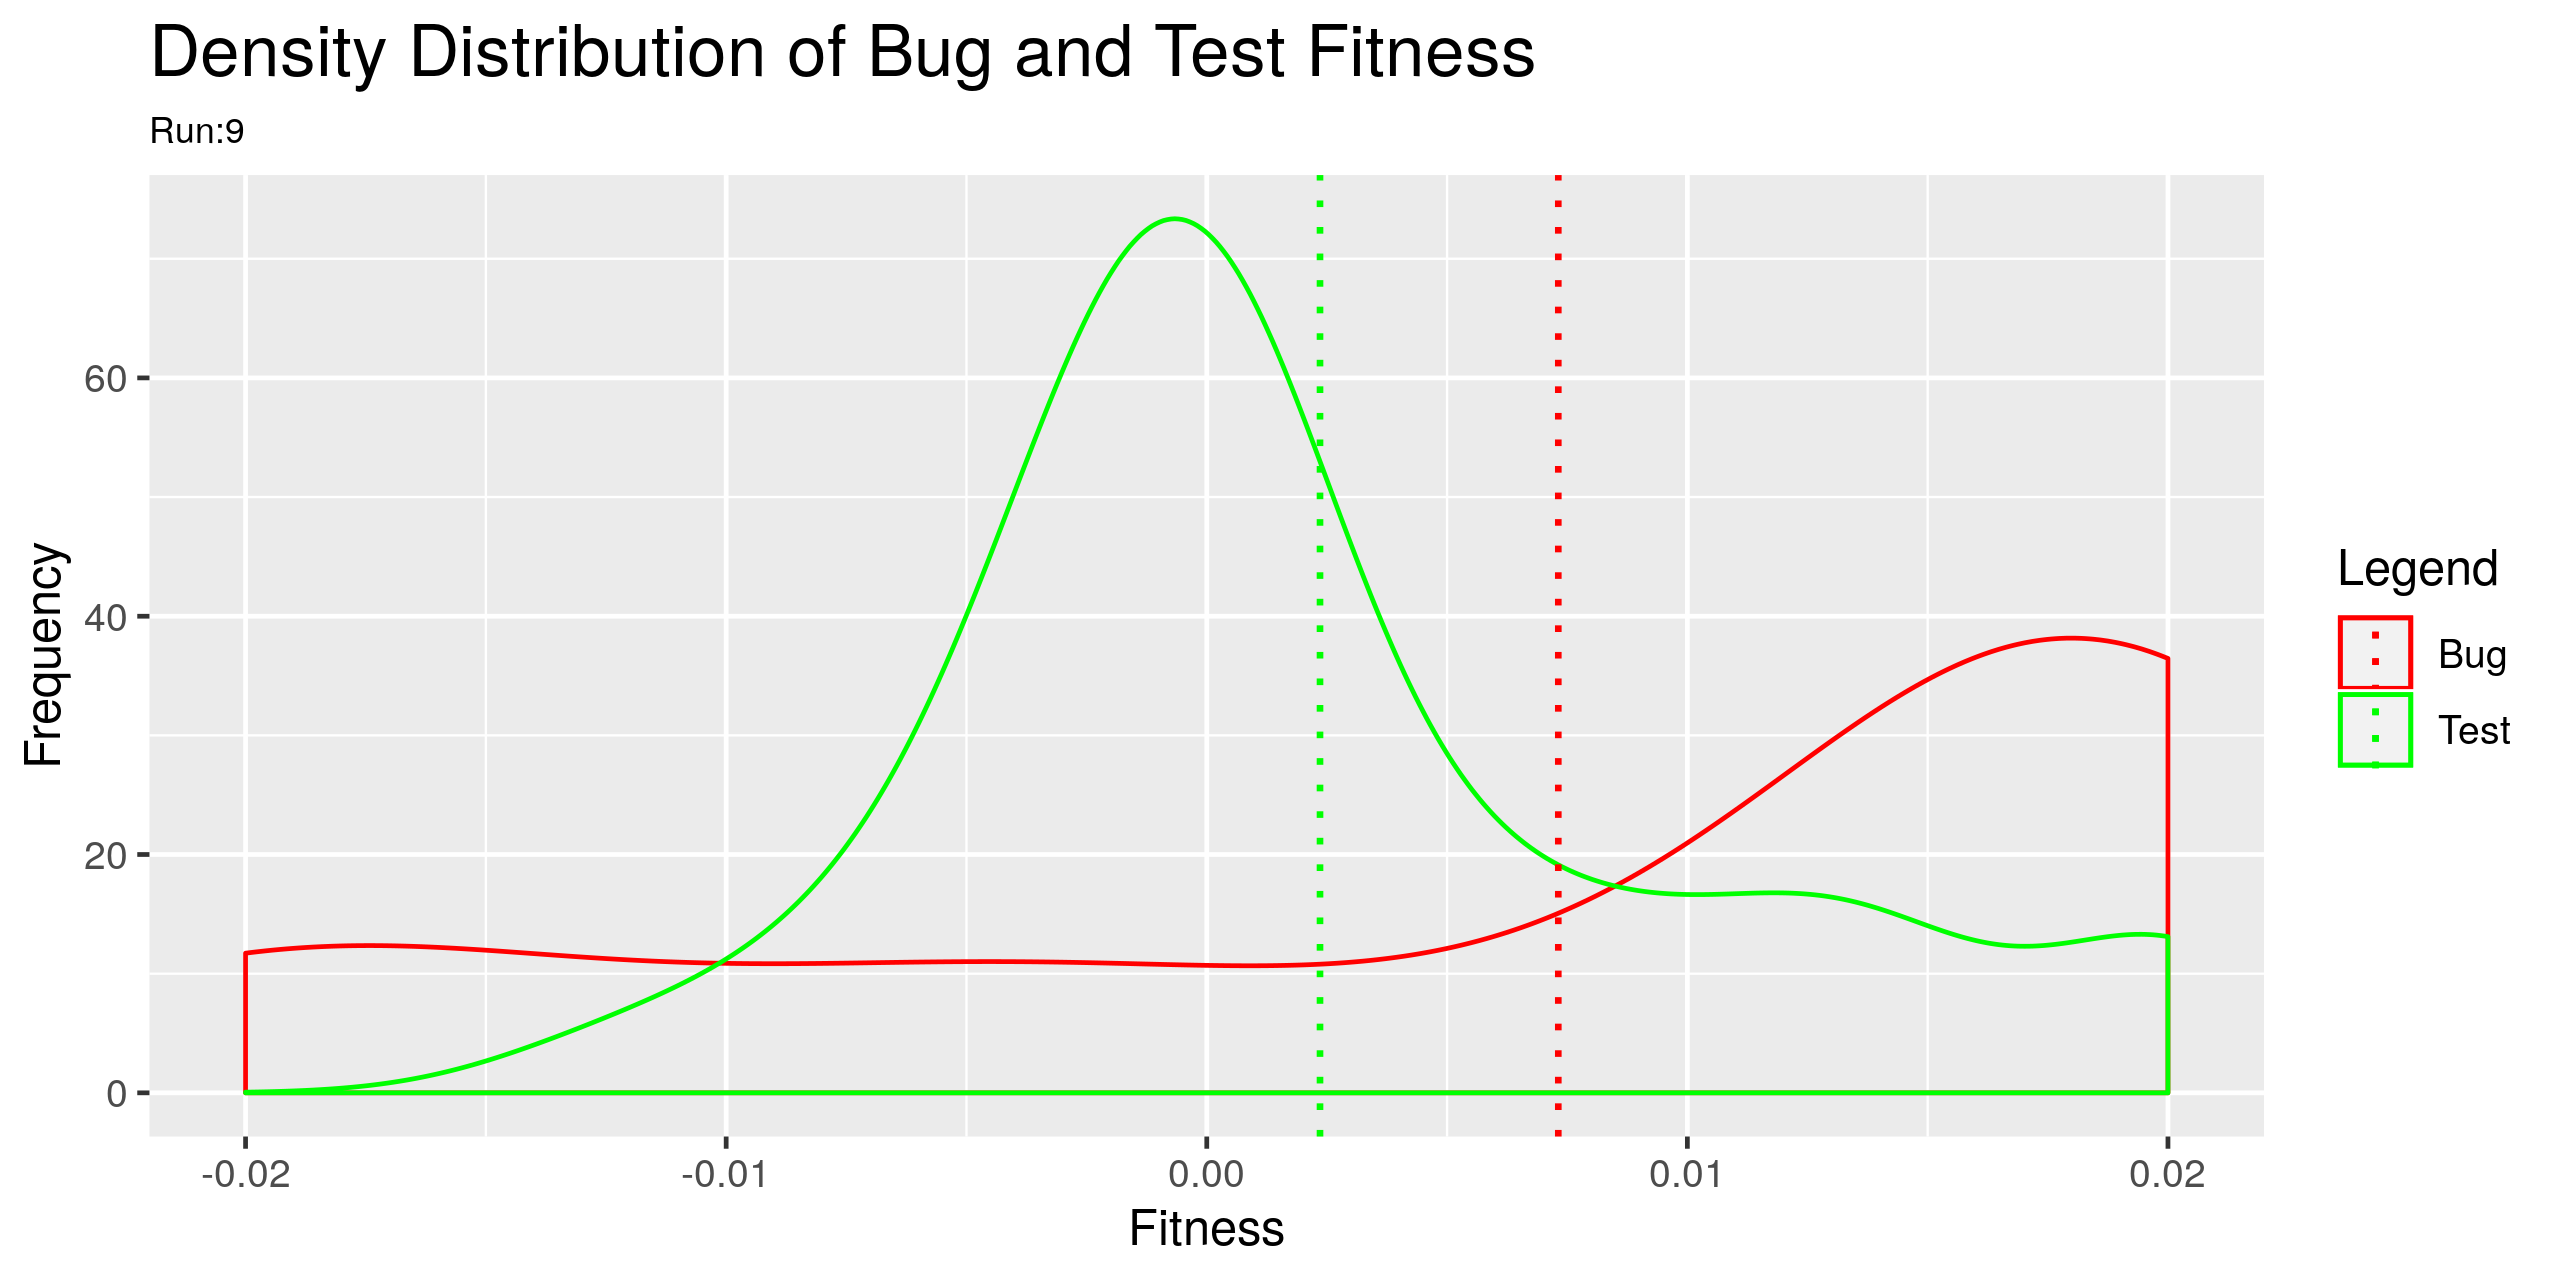 Density Distribution of Bug and Test Fitness
Run:9
Frequency
60
40
20
0
-0.02
-0.01
0.00
0.01
0.02
Fitness
Legend
Bug
Test